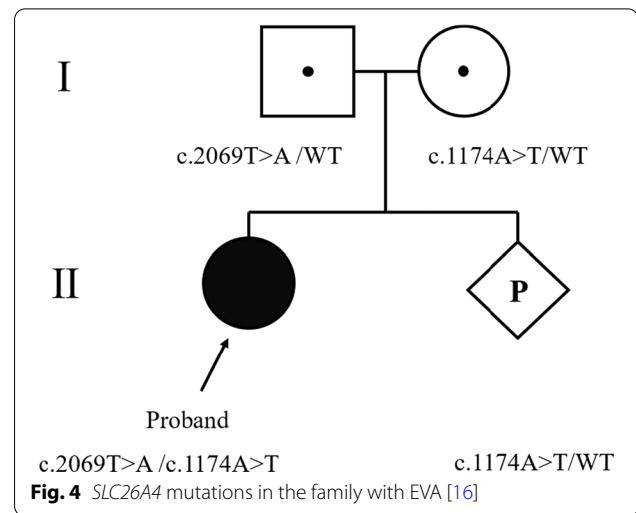 I
c.2069T>A /WT
c.1174A>T/WT
II
P
Proband
c.2069T>A /c.1174A>T
c.1174A>T/WT
Fig. 4 SLC26A4 mutations in the family with EVA [16]